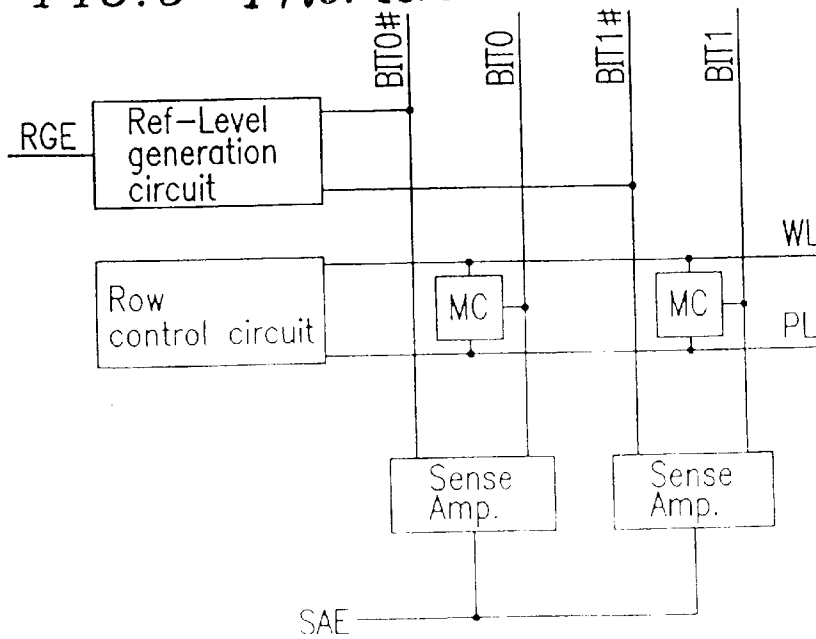 BIT0#
BIT0
BIT1#
BIT1
RGE
Ref-Level
generation
circuit
WL
Row
control circuit
MC
MC
PL
Sense
Amp.
Sense
Amp.
SAE